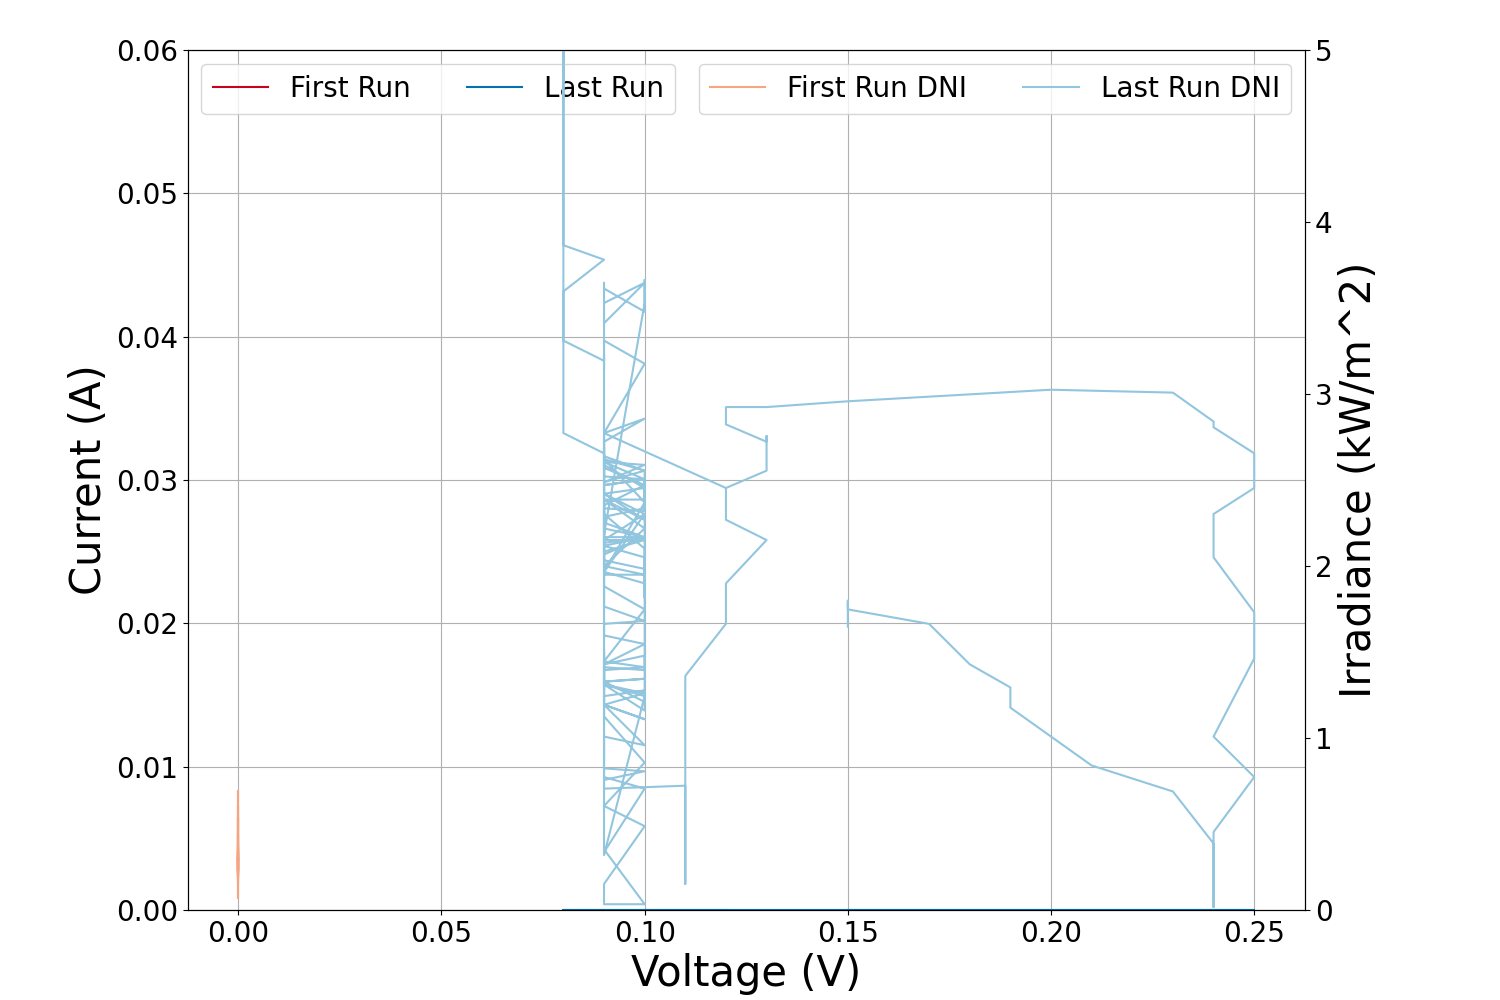 First Run
Last Run
First Run DNI
Last Run DNI
Current (A)
0.06
0.05
0.04
0.03
0.02
0.01
0.00
5
4
3
2
1
0
Irradiance (kW/m^2)
0.00
0.05
0.10
0.15
0.20
0.25
Voltage (V)